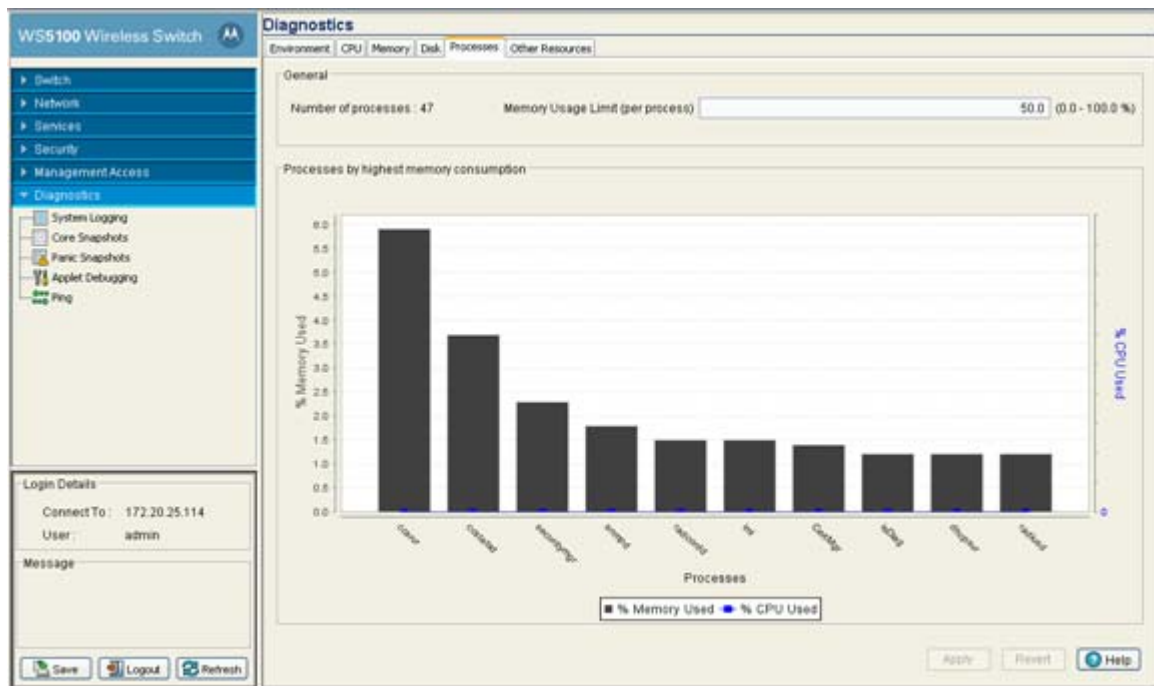 WS5100 Wireless Switch
Switch
Network
Services
Security
Management Access
Diagnostics
System Logging
Core Snapshots
Panic Snapshots
Applet Debugging
Ping
Login Details
Connect To : 172.20.25.114
User : admin
Message
Save Logout Refresh
Diagnostics
Environment CPU Memory Disk Processes Other Resources
General
Number of processes : 47 Memory Usage Limit (per process) 50.0 (0.0 - 100.0 %)
Processes by highest memory consumption
% Memory Used
6.0
5.5
5.0
4.5
4.0
3.5
3.0
2.5
2.0
1.5
1.0
0.5
0.0
% CPU Used
0
securitymgr snmpd CertMgr
Processes
% Memory Used % CPU Used
Apply Revert Help